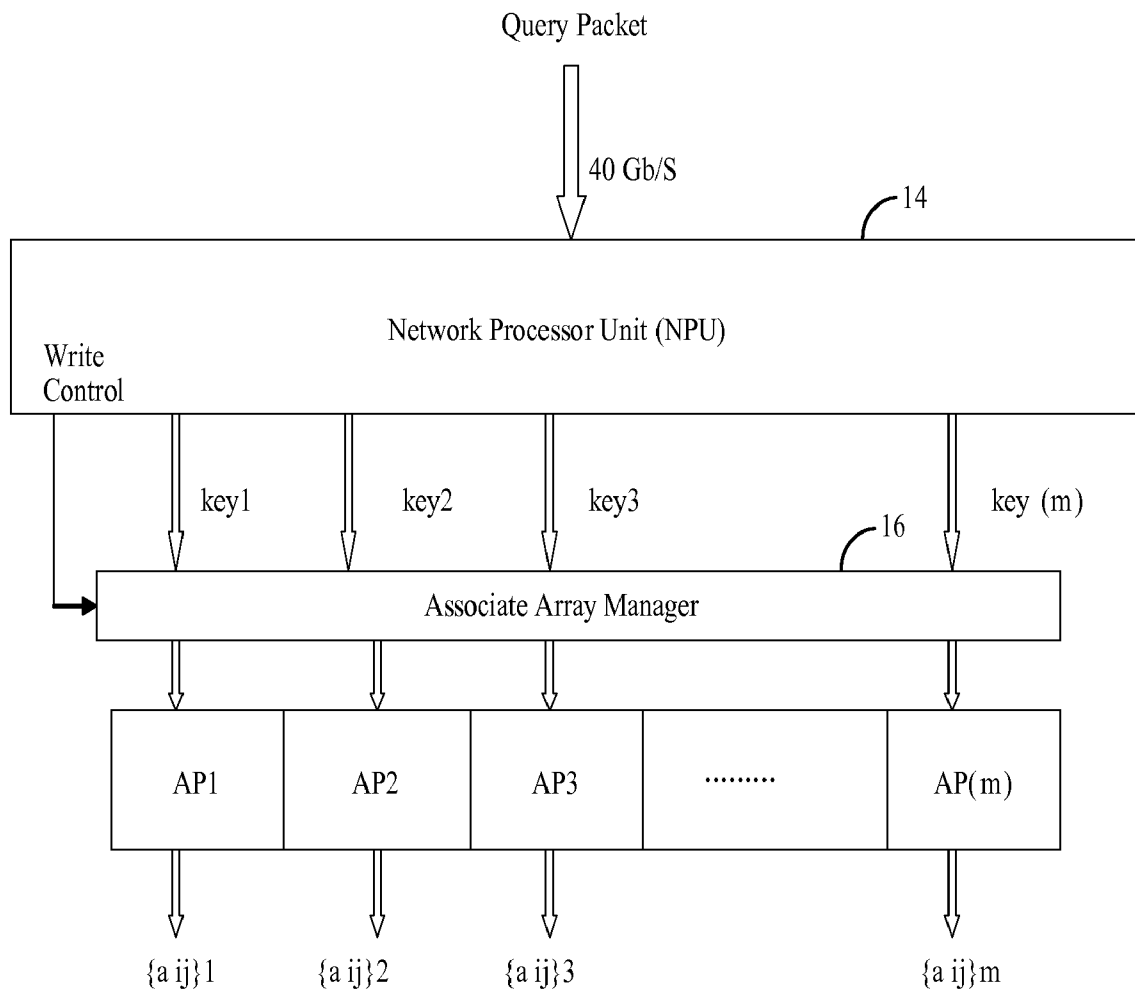 Query Packet
40 Gb/S
14
Network Processor Unit (NPU)
Write
Control
key1
key2
key3
key (m)
16
Associate Array Manager
AP1
AP2
AP3
.........
AP(m)
{a ij}1
{a ij}2
{a ij}3
{a ij}m